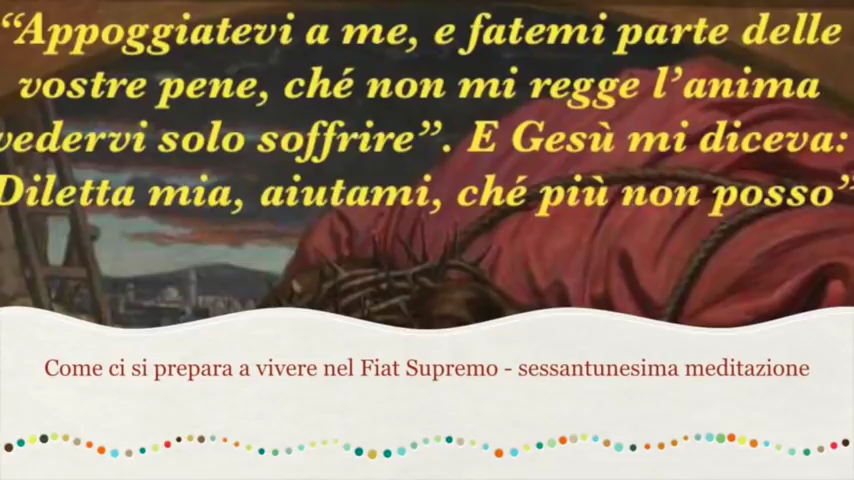 “Appoggiatevi a me, e fatemi parte delle
vostre pene, ché non mi regge l’anima
vedervi solo soffrire”. E Gesù mi diceva:
Diletta mia, aiutami, ché più non posso”
Come ci si prepara a vivere nel Fiat Supremo - sessantunesima meditazione